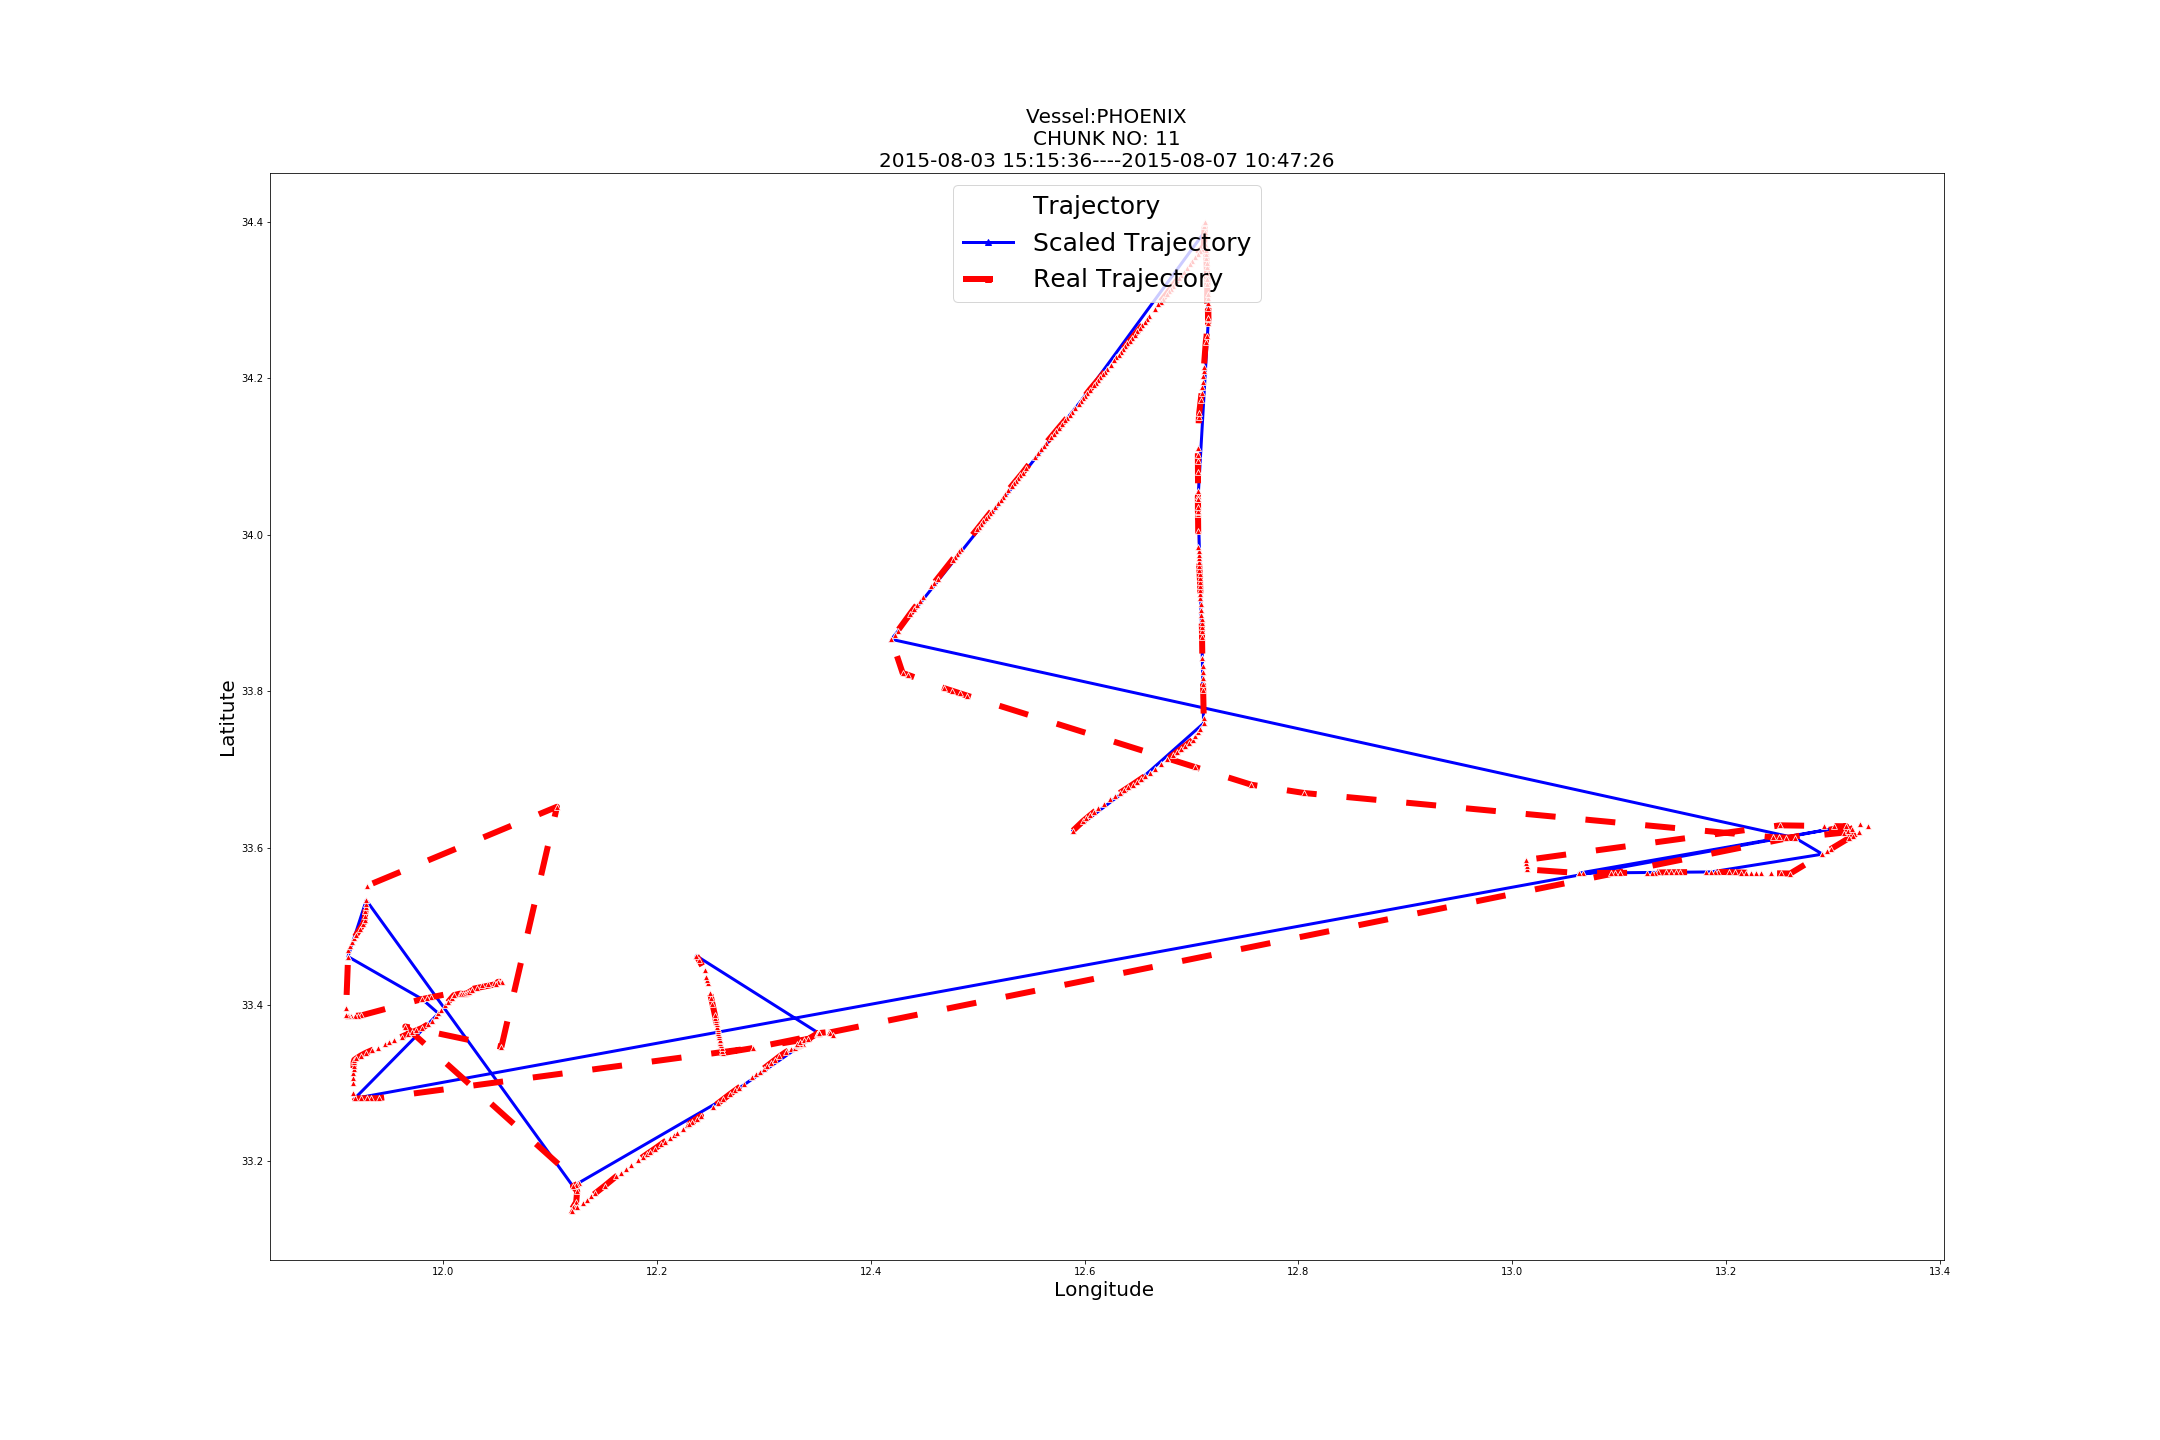 Vessel:PHOENIX
CHUNK NO: 11
2015-08-03 15:15:36----2015-08-07 10:47:26
Trajectory
Scaled Trajectory
Real Trajectory
34.4
34.2
34.0
33.8
33.6
33.4
33.2
Latitute
12.0 12.2 12.4 12.6 12.8 13.0 13.2 13.4
Longitude